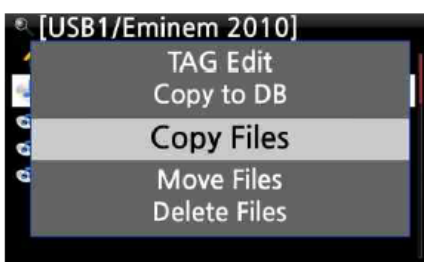 [USB1/Eminem 2010]
TAG Edit
Copy to DB
Copy Files
Move Files
Delete Files